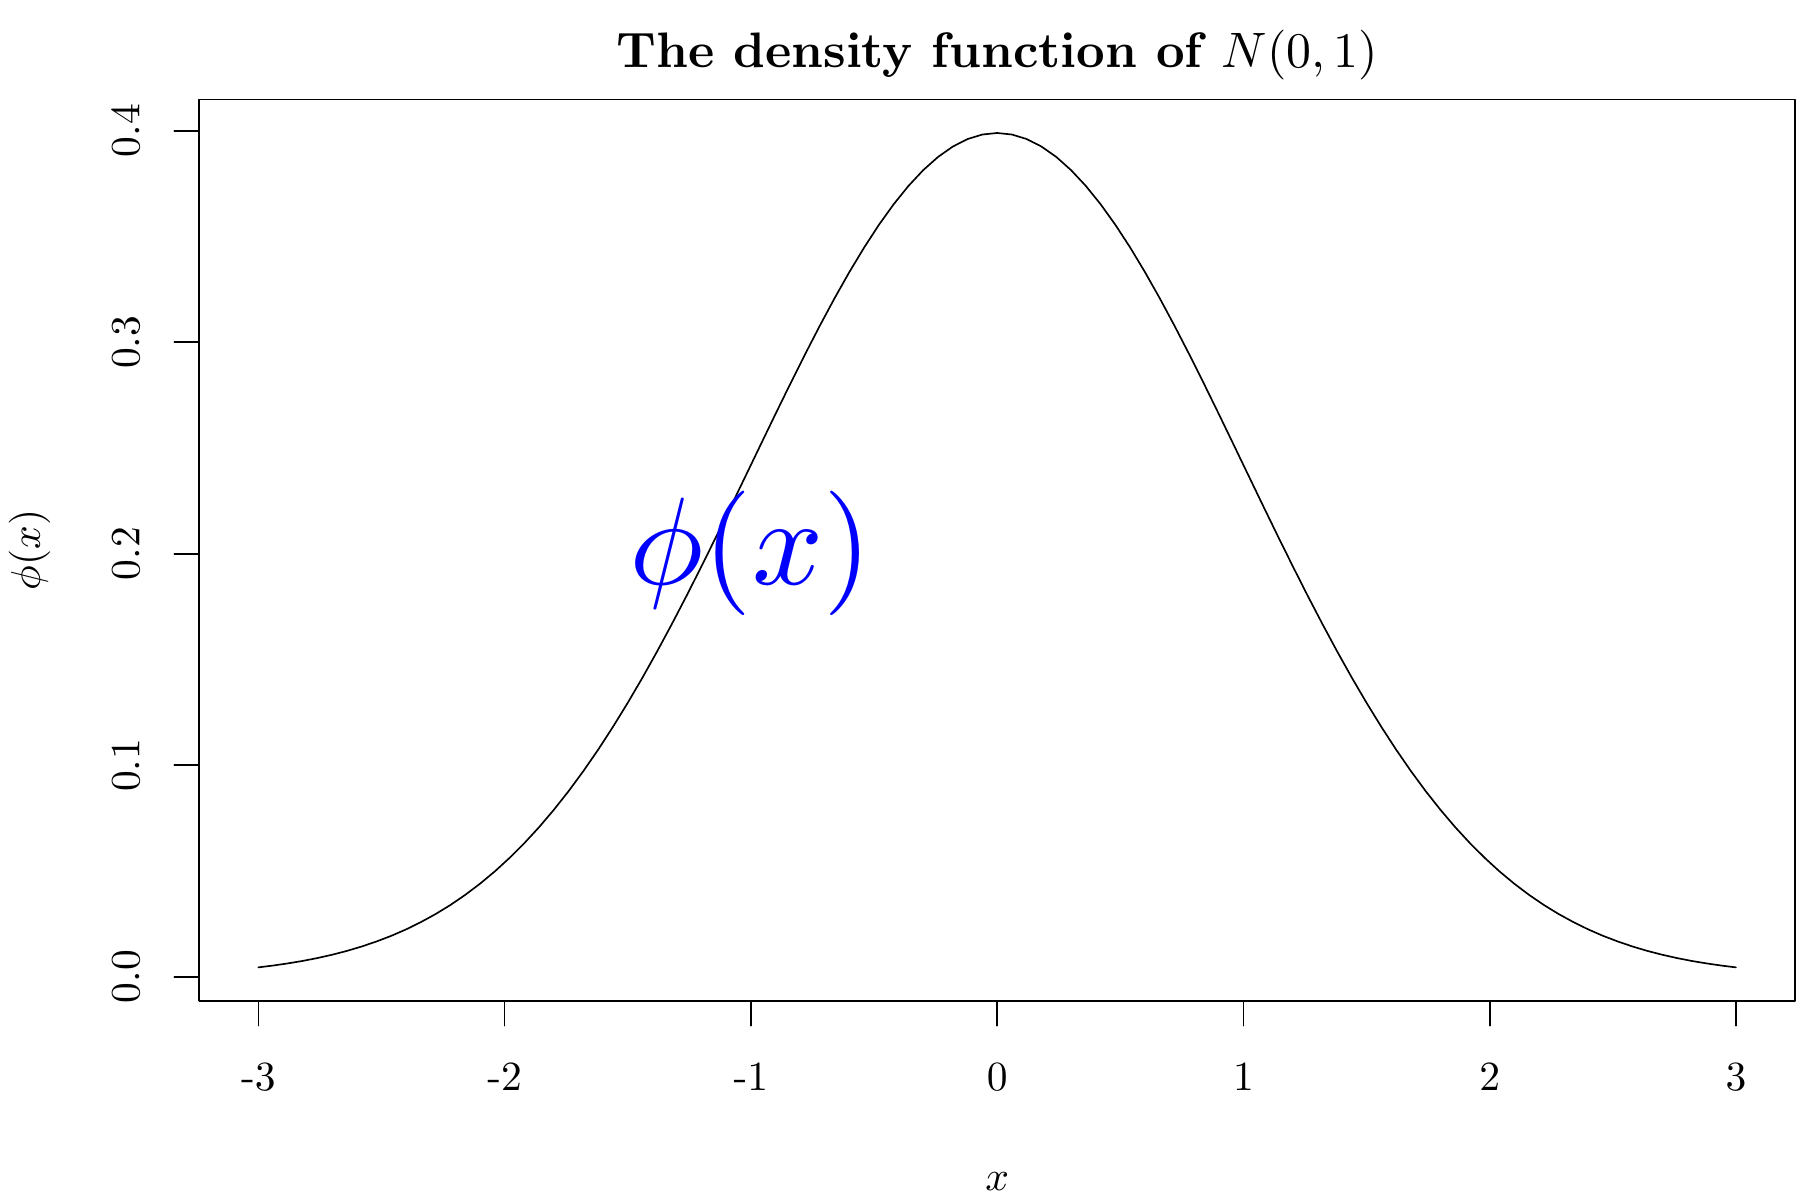 The density function of N(0, 1)
0.4
0.3
0.2
0.1
0.0
ϕ(x)
ϕ(x)
-3 -2 -1 0 1 2 3
x